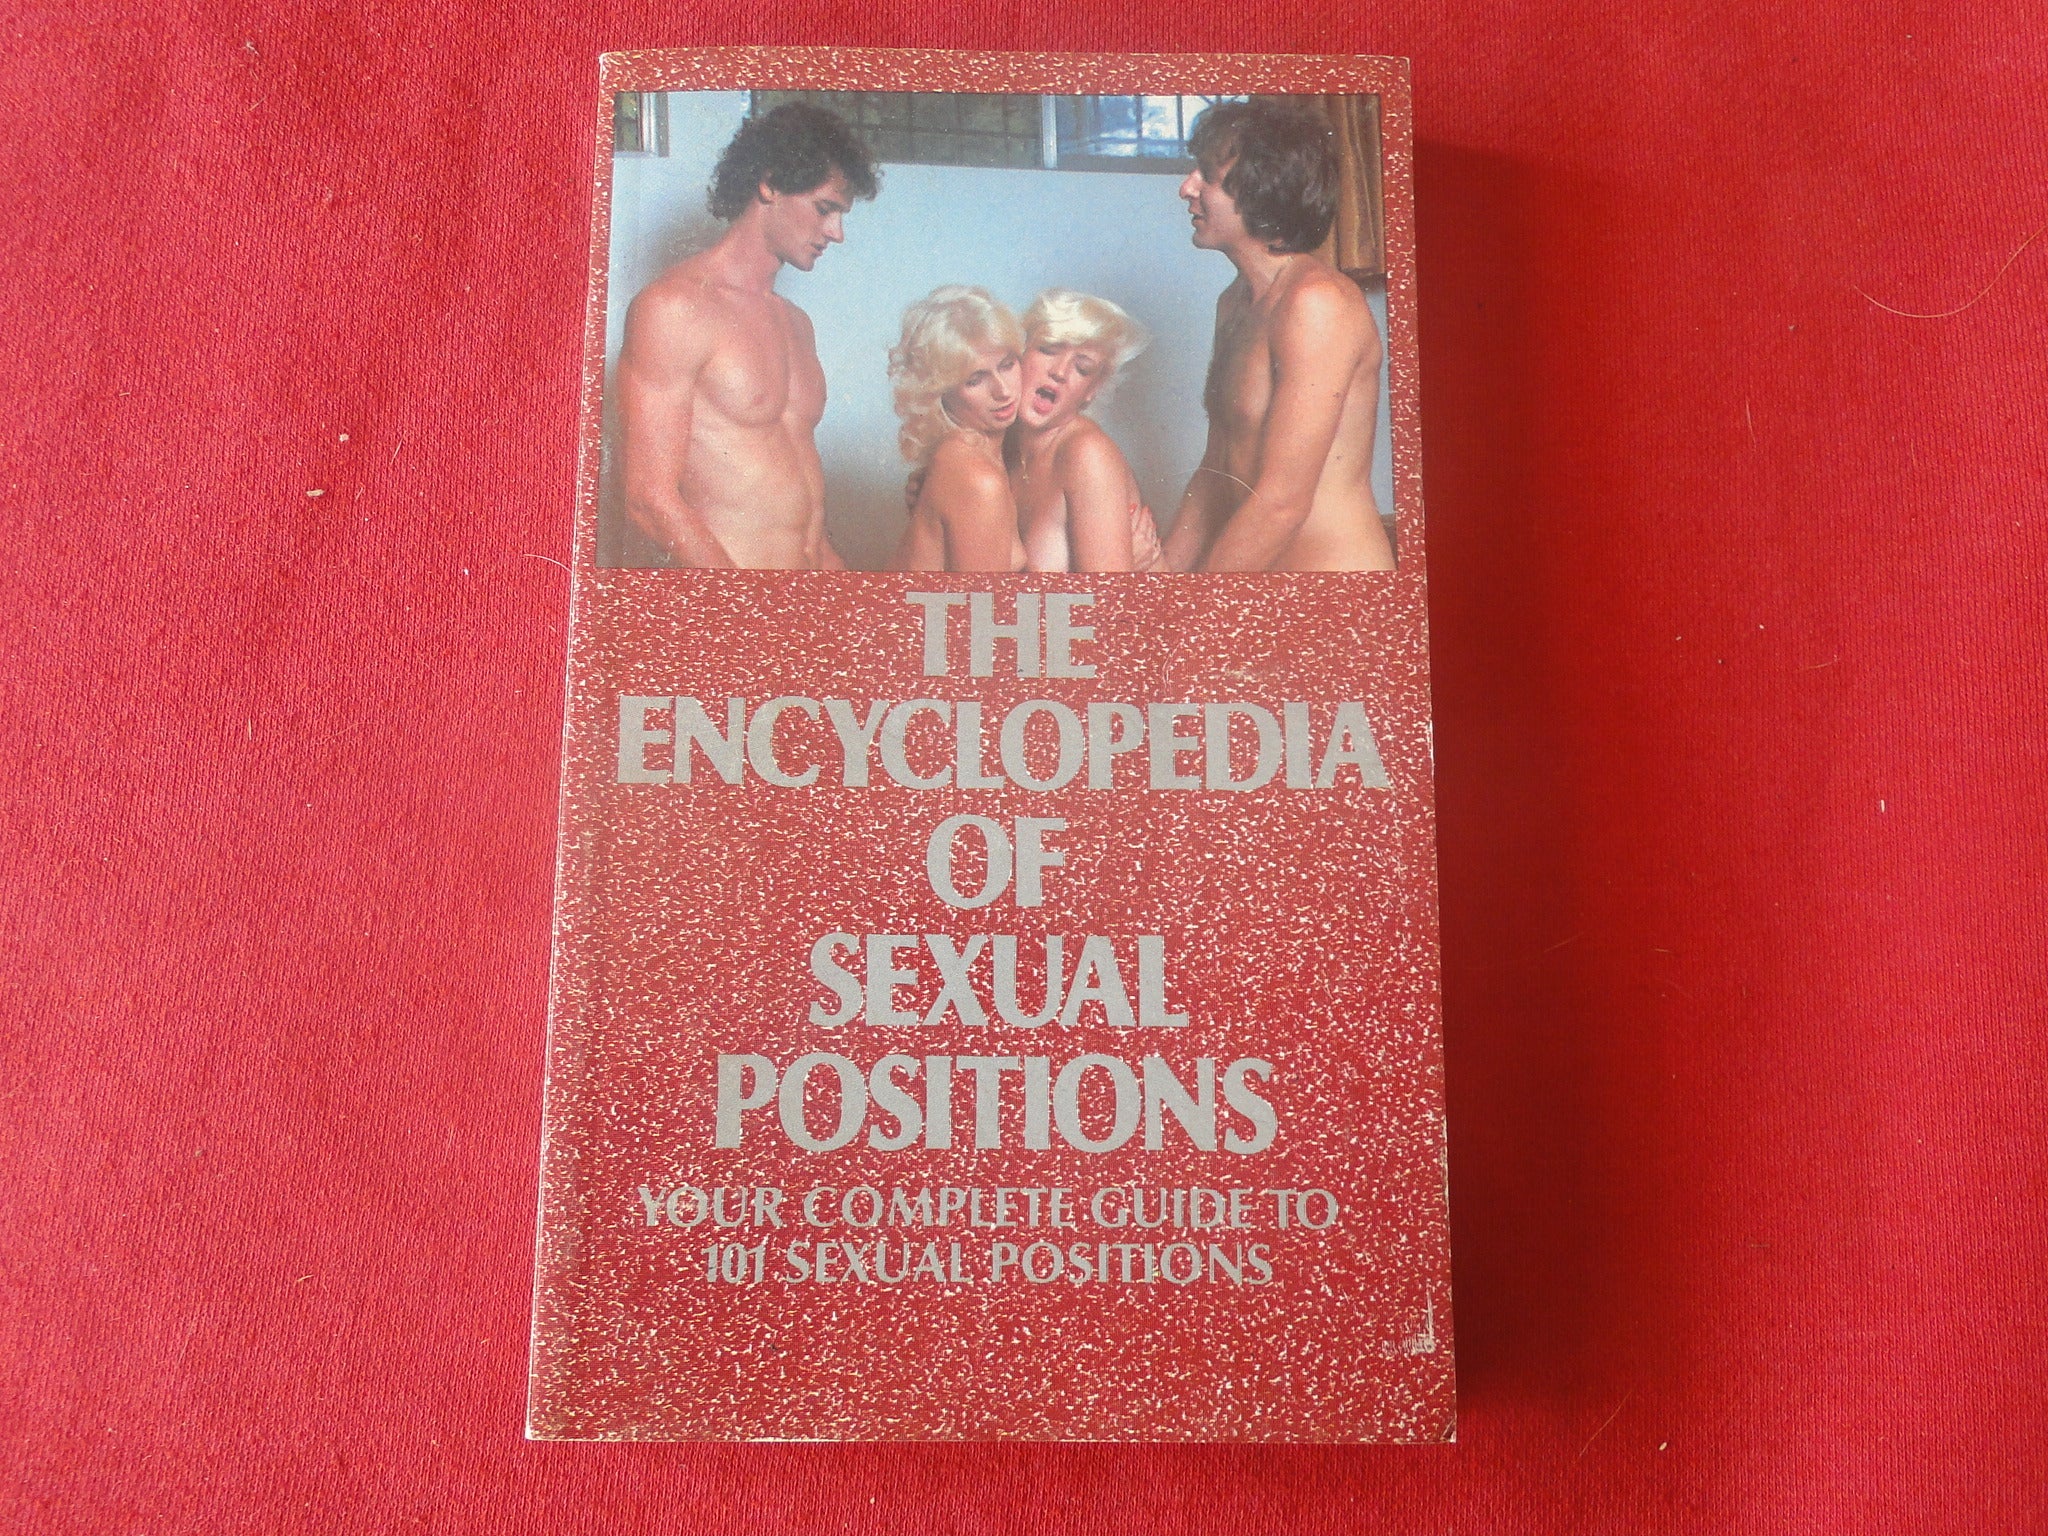 THE
ENCYCLOPEDIA
OF
SEXUAL
POSITIONS
YOUR COMPLETE GUIDE TO
101 SEXUAL POSITIONS